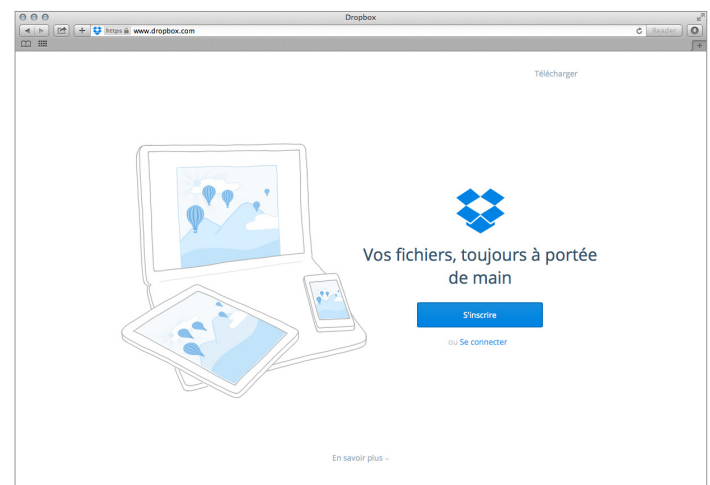 Dropbox
https www.dropbox.com
Reader
Télécharger
Vos fichiers, toujours à portée
de main
S'inscrire
ou Se connecter
En savoir plus